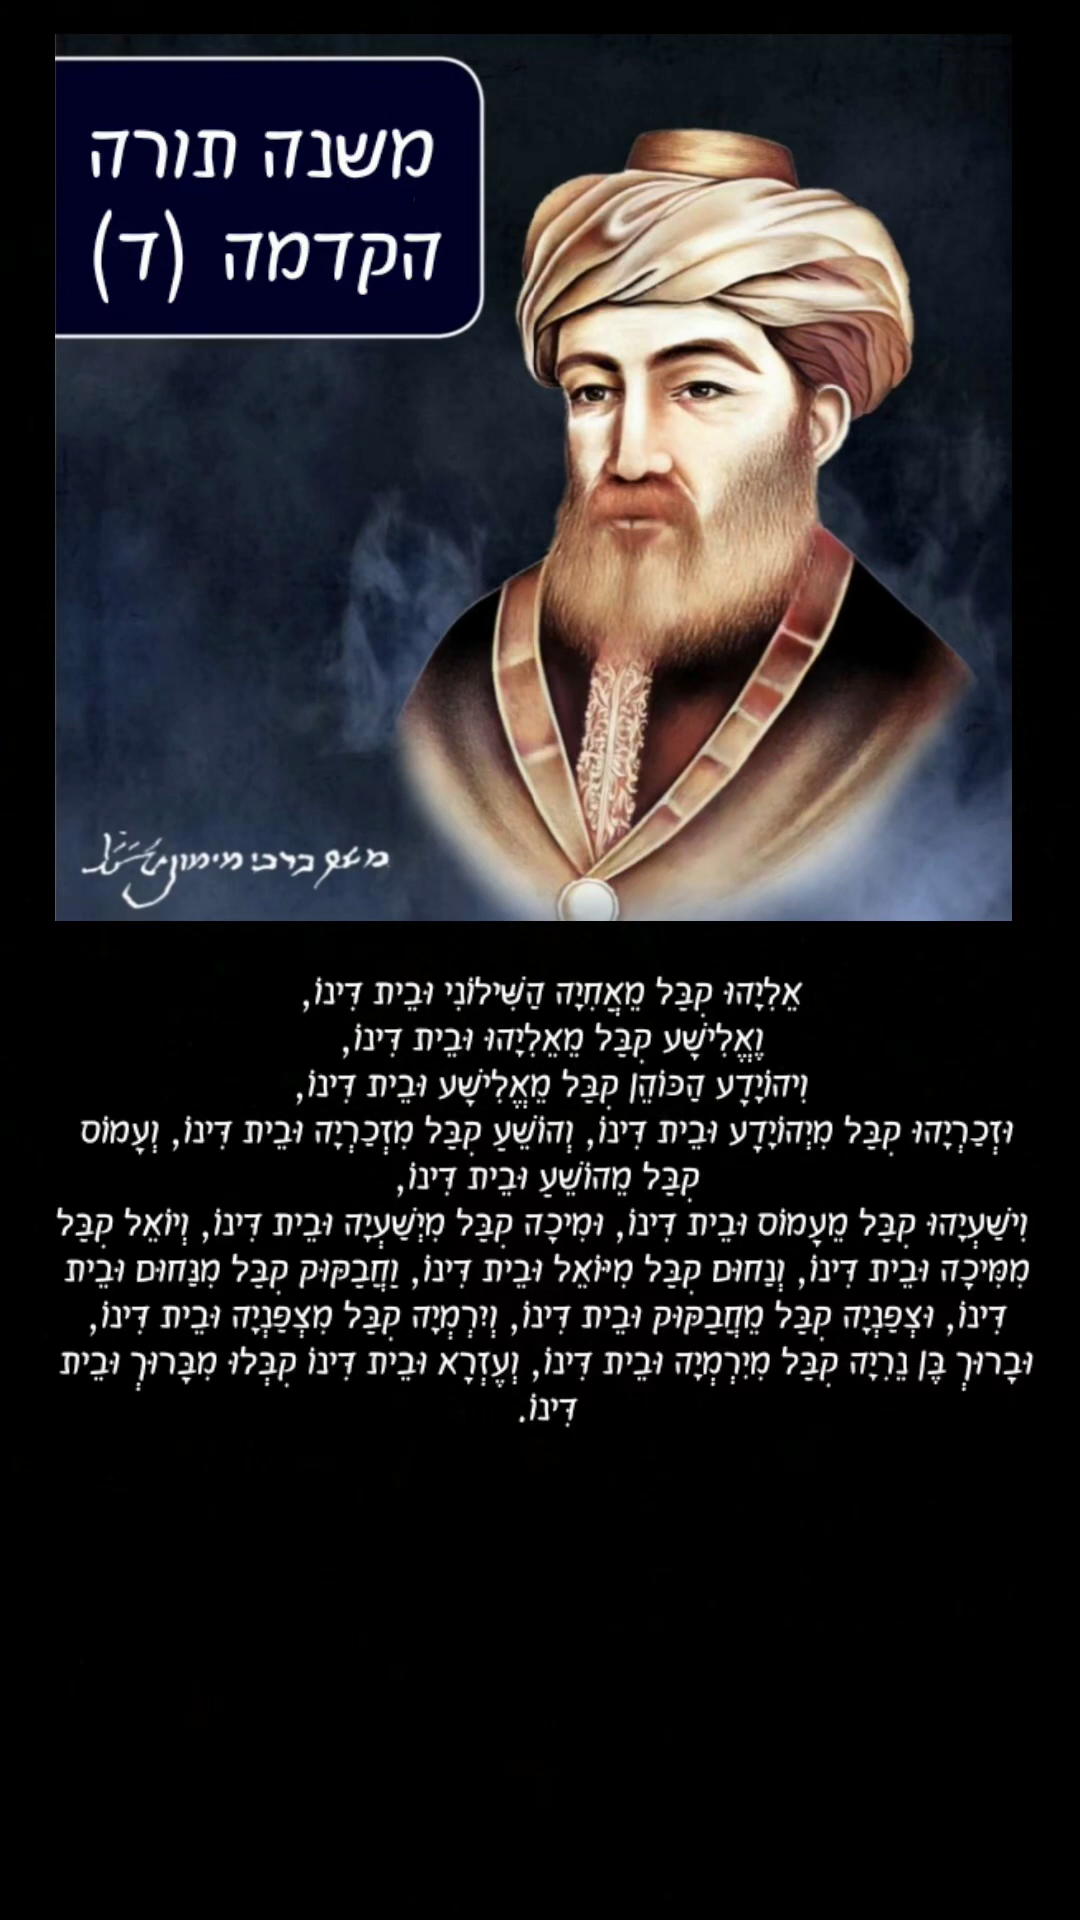 משנה תורה
הקדמה (ד)
משה ברבי מימון
אֵלִיָּהוּ קִבַּל מֵאֲחִיָּה הַשִּׁילוֹנִי וּבֵית דִּינוֹ,
וֶאֱלִישָׁע קִבַּל מֵאֵלִיָּהוּ וּבֵית דִּינוֹ,
וִיהוֹיָדָע הַכּוֹהֵן קִבַּל מֵאֱלִישָׁע וּבֵית דִּינוֹ,
וּזְכַרְיָהוּ קִבַּל מִיְהוֹיָדָע וּבֵית דִּינוֹ, וְהוֹשֵׁעַ קִבַּל מִזְּכַרְיָה וּבֵית דִּינוֹ, וְעָמוֹס
קִבַּל מֵהוֹשֵׁעַ וּבֵית דִּינוֹ,
וִישַׁעְיָהוּ קִבַּל מֵעָמוֹס וּבֵית דִּינוֹ, וּמִיכָה קִבַּל מִיְּשַׁעְיָה וּבֵית דִּינוֹ, וְיוֹאֵל קִבַּל
מִמִּיכָה וּבֵית דִּינוֹ, וְנַחוּם קִבַּל מִיּוֹאֵל וּבֵית דִּינוֹ, וַחֲבַקּוּק קִבַּל מִנַּחוּם וּבֵית
דִּינוֹ, וּצְפַנְיָה קִבַּל מֵחֲבַקּוּק וּבֵית דִּינוֹ, וְיִרְמְיָה קִבַּל מִצְּפַנְיָה וּבֵית דִּינוֹ,
וּבָרוּךְ בֶּן נֵרִיָּה קִבַּל מִיִּרְמְיָה וּבֵית דִּינוֹ, וְעֶזְרָא וּבֵית דִּינוֹ קִבְּלוּ מִבָּרוּךְ וּבֵית
דִּינוֹ.